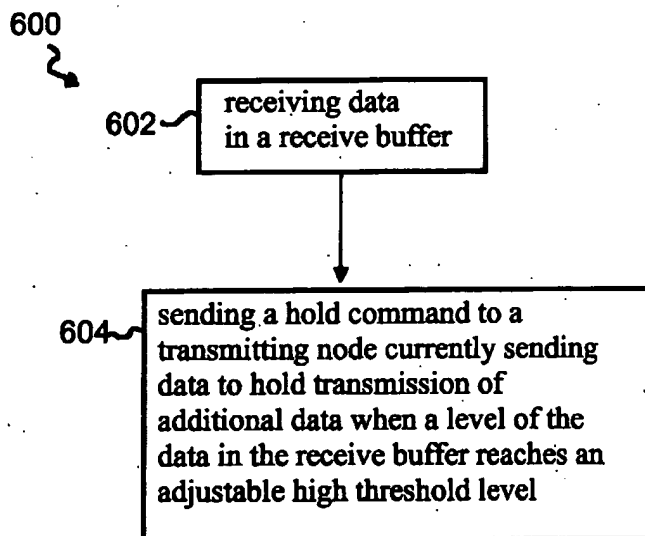 600
602
receiving data
in a receive buffer
604
sending a hold command to a
transmitting node currently sending
data to hold transmission of
additional data when a level of the
data in the receive buffer reaches an
adjustable high threshold level